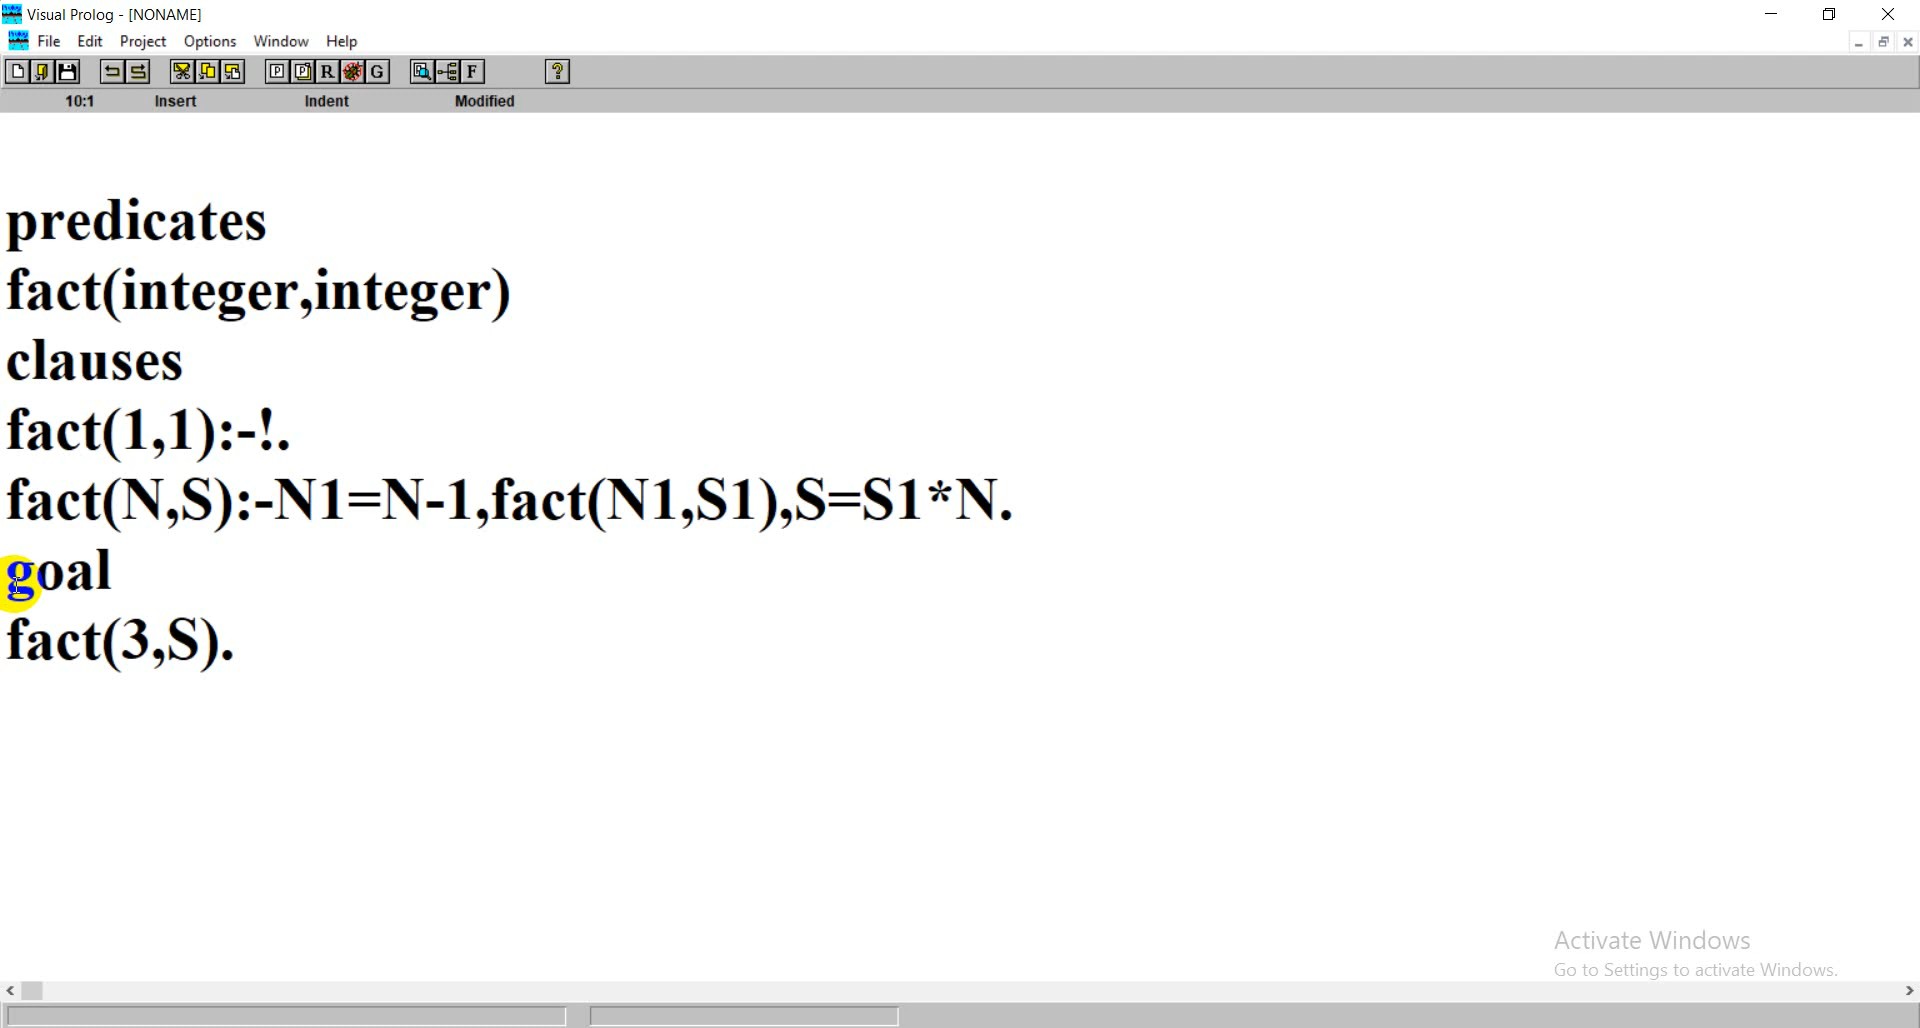 Visual Prolog - [NONAME]
File Edit Project Options Window Help
P P R G F ?
10:1 Insert Indent Modified
predicates
fact(integer,integer)
clauses
fact(1,1):-!.
fact(N,S):-N1=N-1,fact(N1,S1),S=S1*N.
goal
fact(3,S).
Activate Windows
Go to Settings to activate Windows.